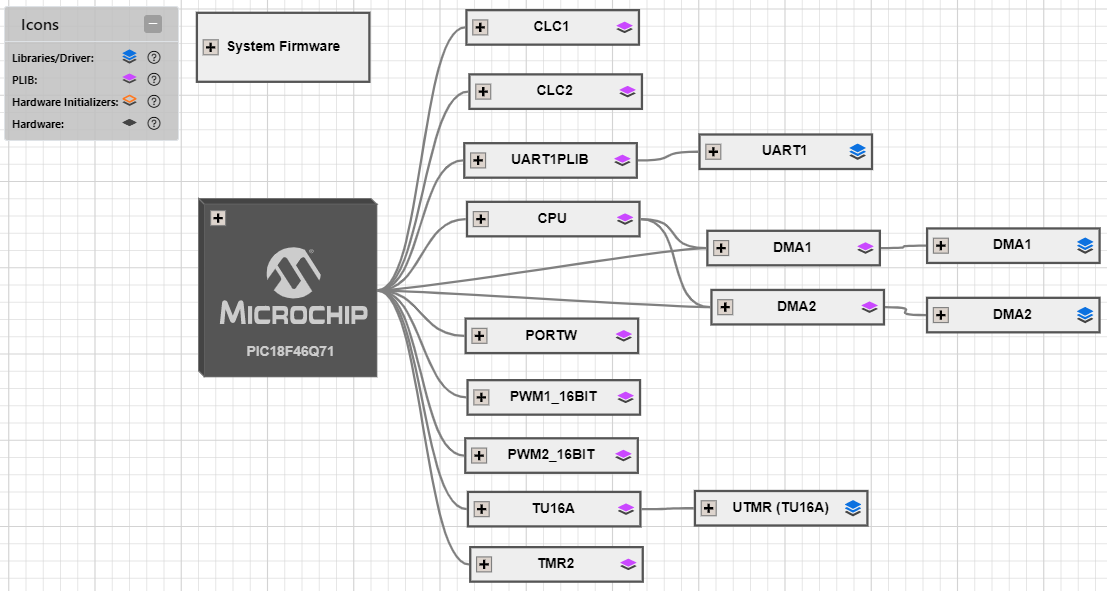 Icons
Libraries/Driver:
PLIB:
Hardware Initializers:
Hardware:
System Firmware
CLC1
CLC2
UART1PLIB
UART1
CPU
DMA1
DMA1
DMA2
DMA2
MICROCHIP
PIC18F46Q71
PORTW
PWM1_16BIT
PWM2_16BIT
TU16A
UTMR (TU16A)
TMR2